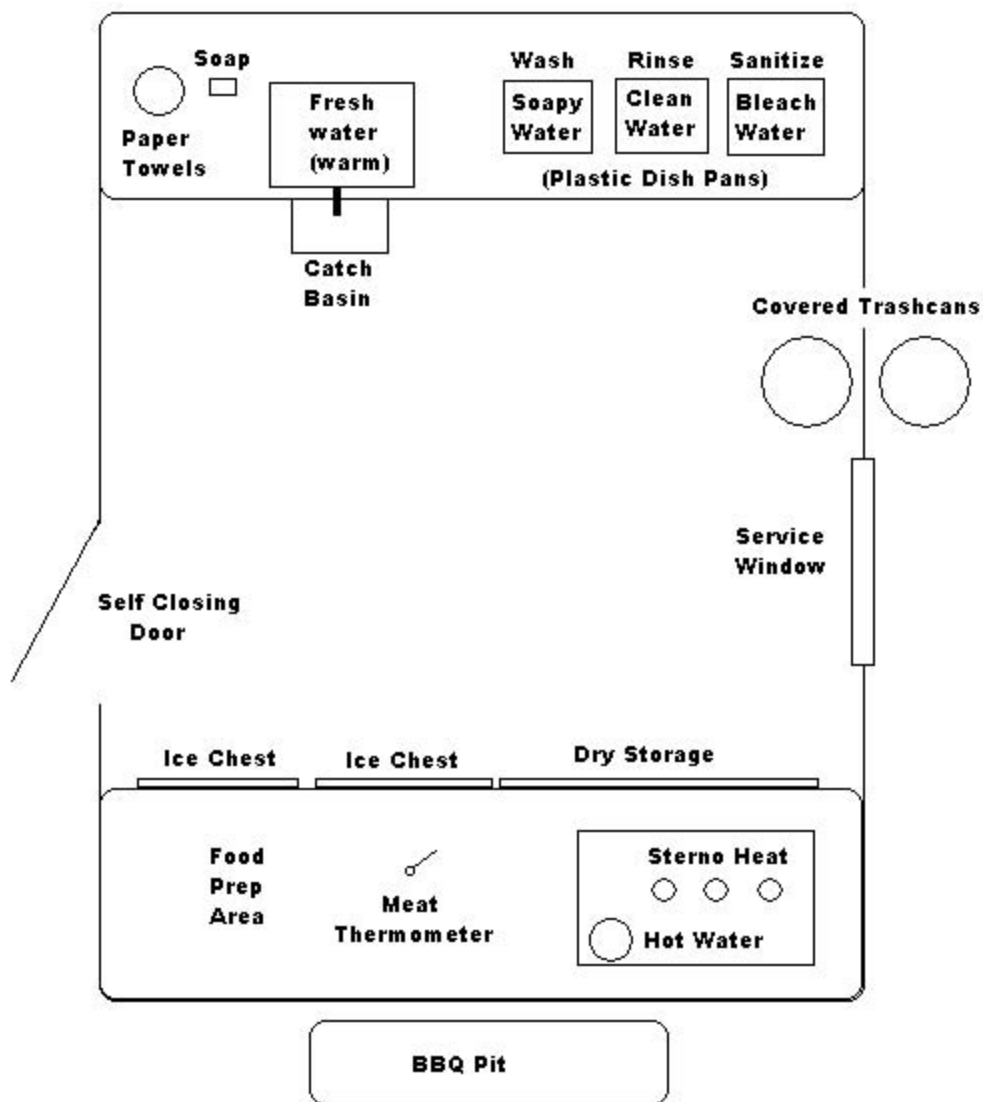 Soap
Paper
Towels
Fresh
water
(warm)
Wash
Rinse
Sanitize
Soapy
Water
Clean
Water
Bleach
Water
(Plastic Dish Pans)
Catch
Basin
Covered Trashcans
Service
Window
Self Closing
Door
Ice Chest
Ice Chest
Dry Storage
Food
Prep
Area
Meat
Thermometer
Sterno Heat
Hot Water
BBQ Pit